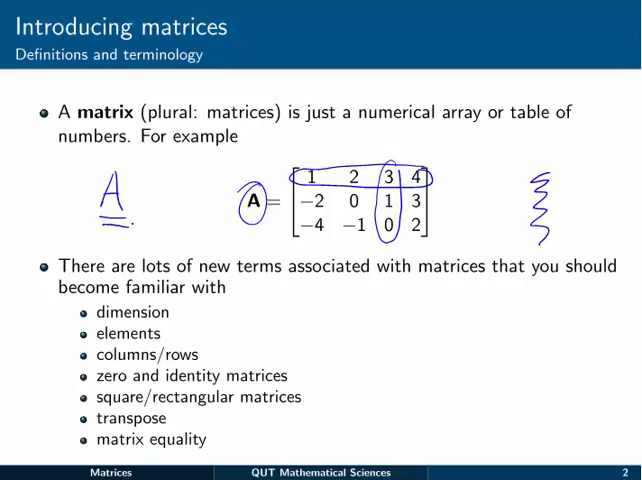 Introducing matrices
Definitions and terminology
A matrix (plural: matrices) is just a numerical array or table of
numbers. For example
A
A = [1 2 3 4
−2 0 1 3
−4 −1 0 2]
There are lots of new terms associated with matrices that you should
become familiar with
dimension
elements
columns/rows
zero and identity matrices
square/rectangular matrices
transpose
matrix equality
Matrices QUT Mathematical Sciences 2